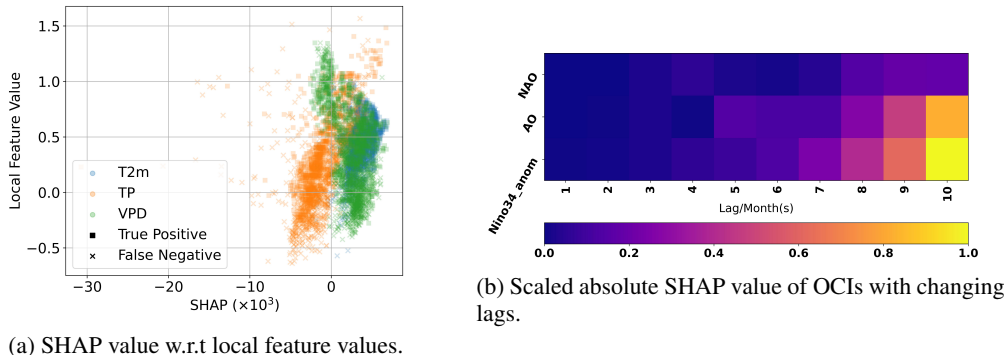 1.5
1.0
0.5
0.0
−0.5
Local Feature Value
T2m
TP
VPD
True Positive
False Negative
−30
−20
−10
0
SHAP (×10³)
(a) SHAP value w.r.t local feature values.
NAO
AO
Nino34_anom
1 2 3 4 5 6 7 8 9 10
Lag/Month(s)
0.0 0.2 0.4 0.6 0.8 1.0
(b) Scaled absolute SHAP value of OCIs with changing
lags.